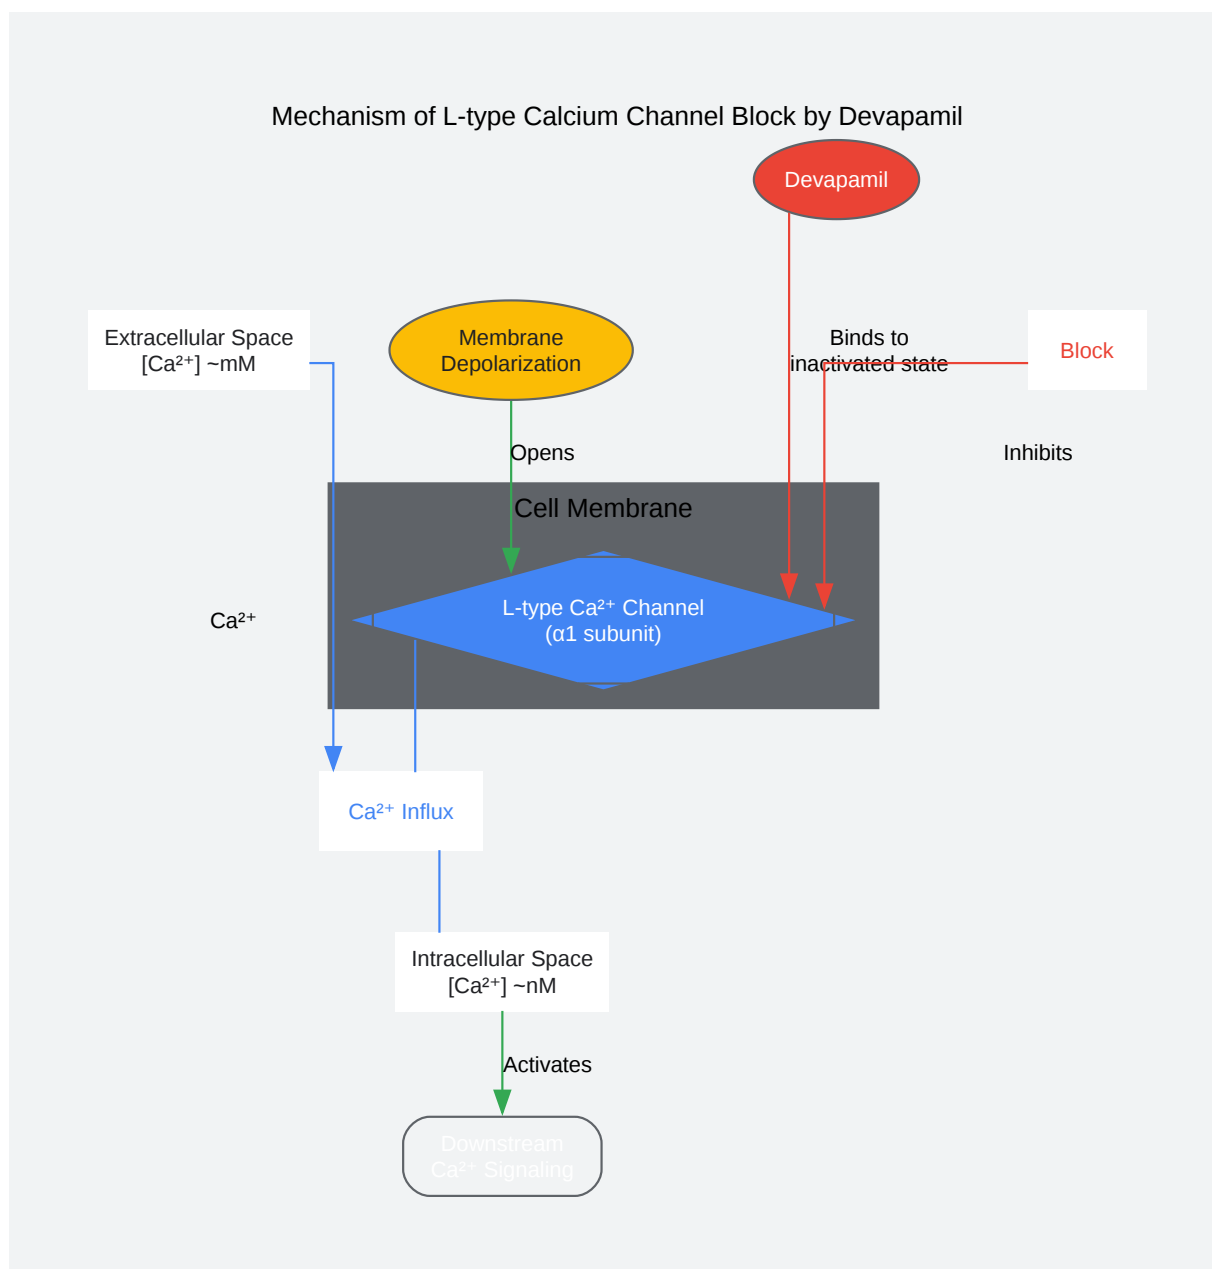 Mechanism of L-type Calcium Channel Block by Devapamil
Devapamil
Extracellular Space
[Ca²⁺] ~mM
Membrane
Depolarization
Binds to
inactivated state
Block
Opens
Inhibits
Cell Membrane
L-type Ca²⁺ Channel
(α1 subunit)
Ca²⁺
Ca²⁺ Influx
Intracellular Space
[Ca²⁺] ~nM
Activates
Downstream
Ca²⁺ Signaling